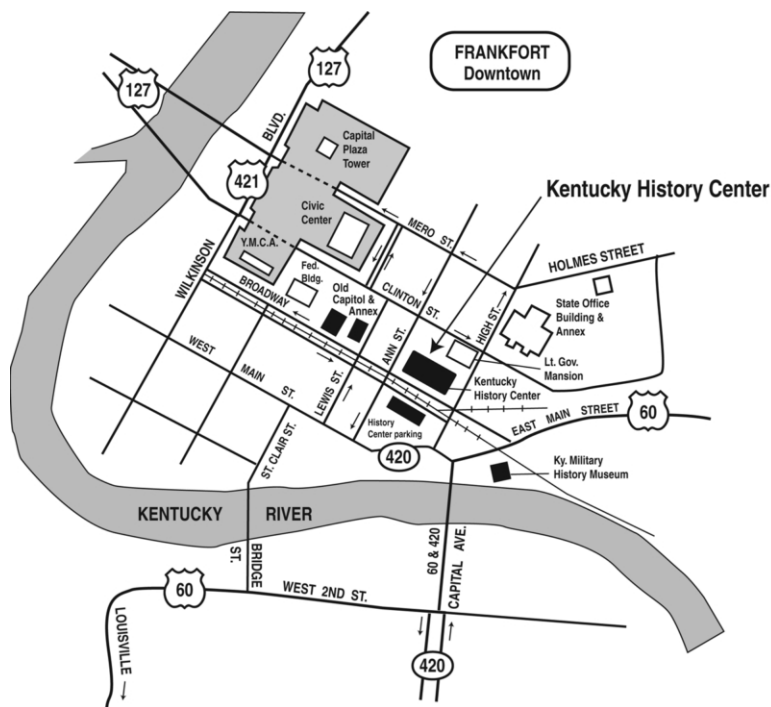 FRANKFORT
Downtown
127
127
BLVD.
Capital
Plaza
Tower
421
Kentucky History Center
Civic
Center
MERO ST.
Y.M.C.A.
HOLMES STREET
WILKINSON
Fed.
Bldg.
BROADWAY
Old
Capitol &
Annex
CLINTON ST.
HIGH ST.
State Office
Building &
Annex
ANN ST.
Lt. Gov.
Mansion
WEST MAIN ST.
LEWIS ST.
Kentucky
History Center
EAST MAIN STREET
60
History
Center parking
ST. CLAIR ST.
420
Ky. Military
History Museum
KENTUCKY RIVER
BRIDGE ST.
60 & 420
CAPITAL AVE.
60
WEST 2ND ST.
LOUISVILLE
420